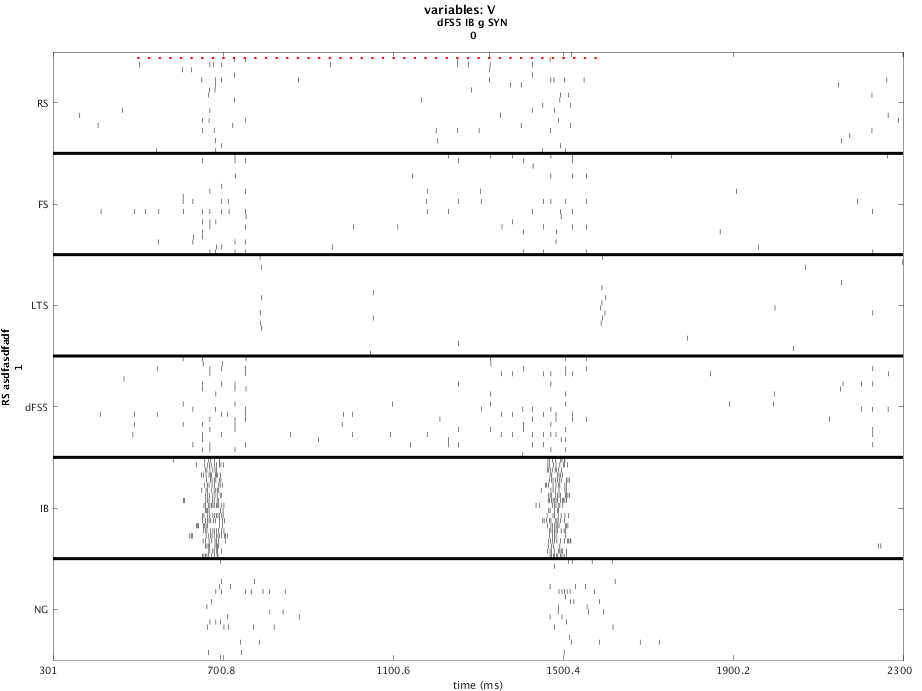 variables: V
dFS5 IB g SYN
0
RS
FS
LTS
dFS5
IB
NG
RS asdfasdfadf
1
301
700.8
1100.6
1500.4
1900.2
2300
time (ms)